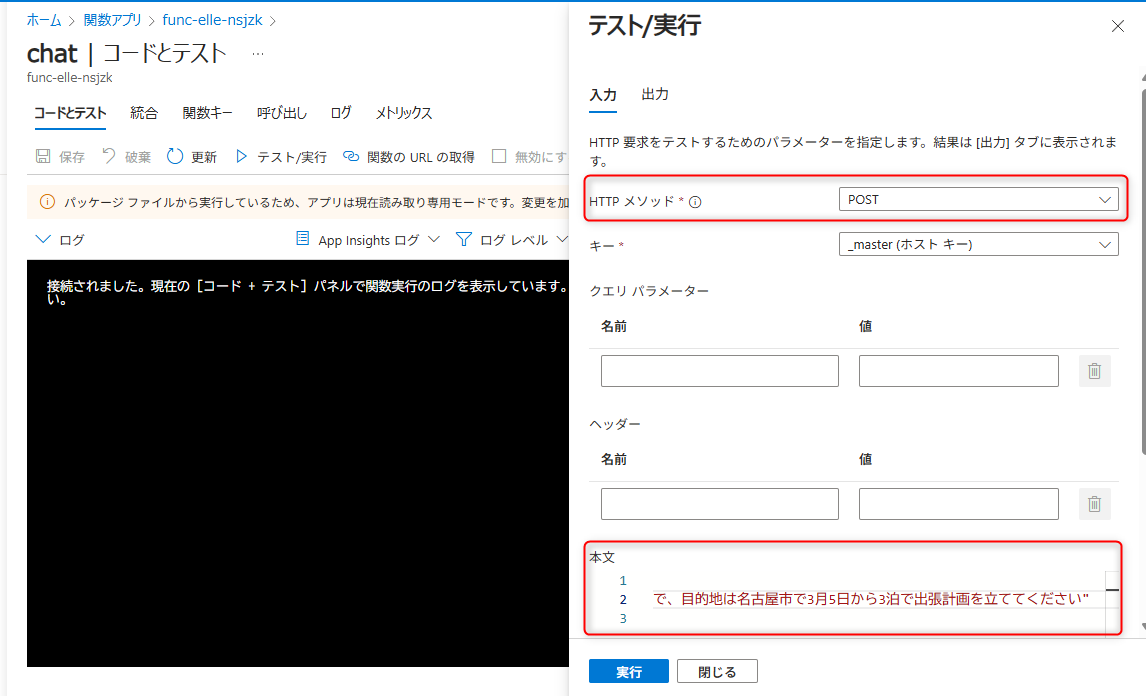 ホーム > 関数アプリ > func-elle-nsjzk >
chat | コードとテスト …
func-elle-nsjzk
コードとテスト 統合 関数キー 呼び出し ログ メトリックス
保存 破棄 更新 テスト/実行 関数の URL の取得 無効にす
パッケージ ファイルから実行しているため、アプリは現在読み取り専用モードです。変更を加
ログ App Insights ログ ログ レベル
接続されました。現在の [コード + テスト] パネルで関数実行のログを表示しています。
い。
テスト/実行
入力 出力
HTTP 要求をテストするためのパラメーターを指定します。結果は [出力] タブに表示されま
す。
HTTP メソッド * POST
キー * _master (ホスト キー)
クエリ パラメーター
名前 値
ヘッダー
名前 値
本文
1
2 で、目的地は名古屋市で3月5日から3泊で出張計画を立ててください"
3
実行 閉じる